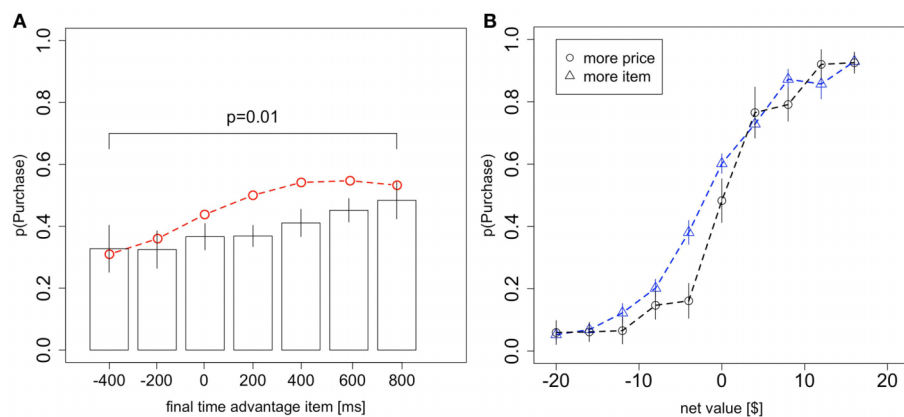 A
p(Purchase)
0.0 0.2 0.4 0.6 0.8 1.0
p=0.01
-400 -200 0 200 400 600 800
final time advantage item [ms]
B
p(Purchase)
0.0 0.2 0.4 0.6 0.8 1.0
more price
more item
-20 -10 0 10 20
net value [$]